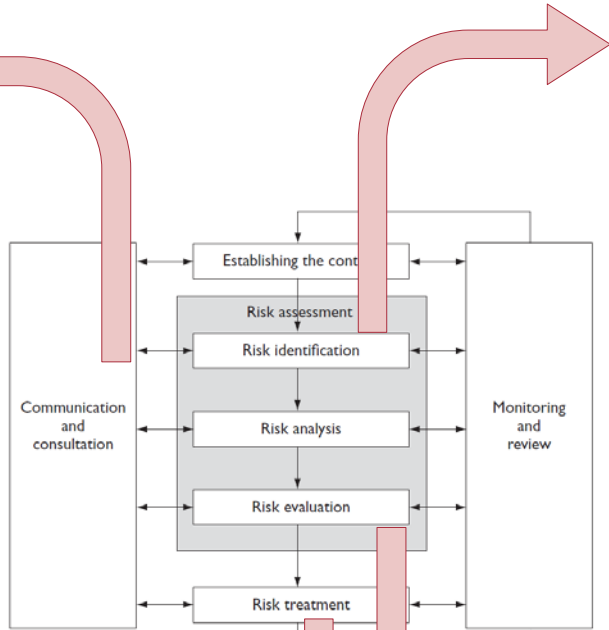 Establishing the cont
Risk assessment
Risk identification
Communication
and
consultation
Risk analysis
Monitoring
and
review
Risk evaluation
Risk treatment